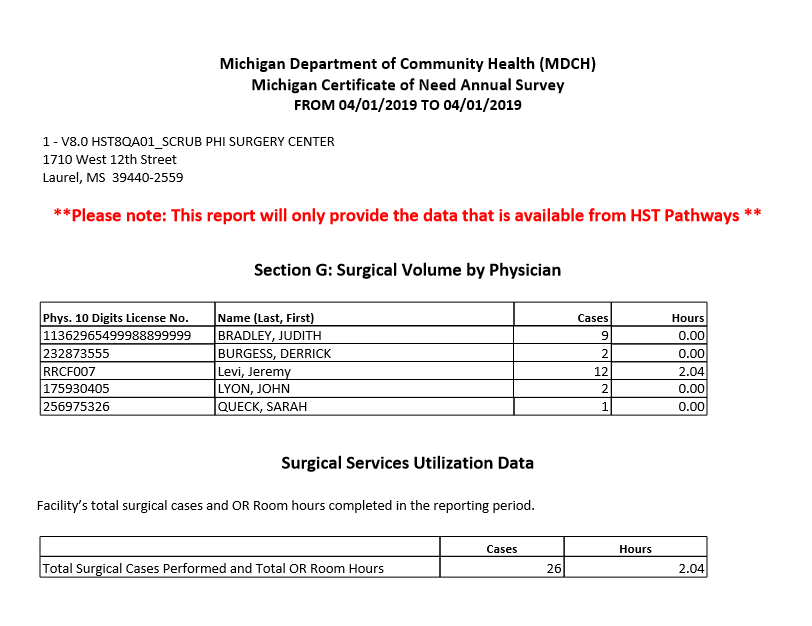 Michigan Department of Community Health (MDCH)
Michigan Certificate of Need Annual Survey
FROM 04/01/2019 TO 04/01/2019
1 - V8.0 HST8QA01_SCRUB PHI SURGERY CENTER
1710 West 12th Street
Laurel, MS  39440-2559
**Please note: This report will only provide the data that is available from HST Pathways **
Section G: Surgical Volume by Physician
Phys. 10 Digits License No. Name (Last, First) Cases Hours
11362965499988899999 BRADLEY, JUDITH 9 0.00
232873555 BURGESS, DERRICK 2 0.00
RRCF007 Levi, Jeremy 12 2.04
175930405 LYON, JOHN 2 0.00
256975326 QUECK, SARAH 1 0.00
Surgical Services Utilization Data
Facility’s total surgical cases and OR Room hours completed in the reporting period.
Cases Hours
Total Surgical Cases Performed and Total OR Room Hours 26 2.04